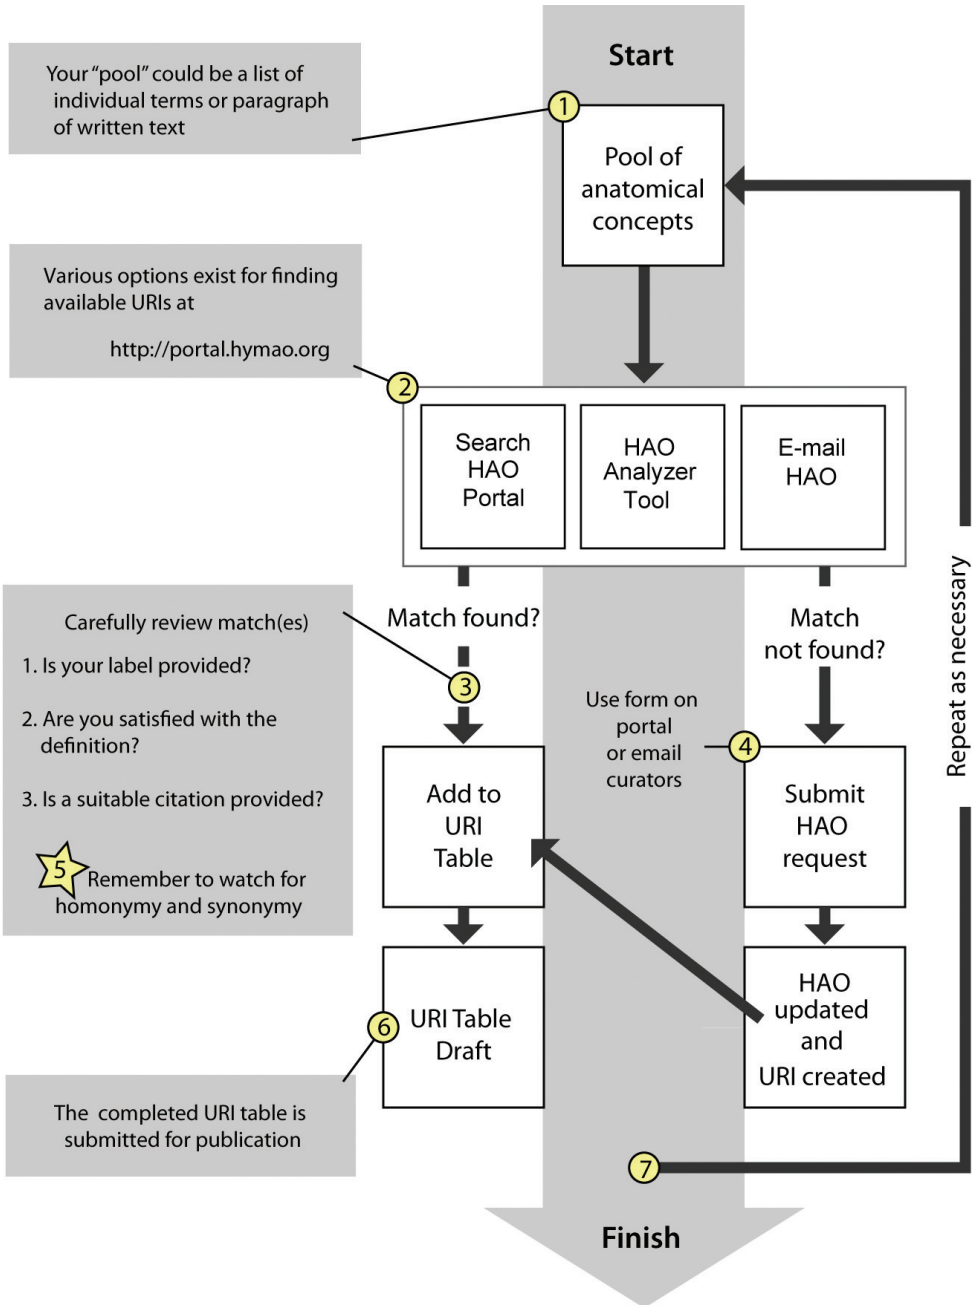 Start
Your “pool” could be a list of
individual terms or paragraph
of written text
1
Pool of
anatomical
concepts
Various options exist for finding
available URIs at
http://portal.hymao.org
2
Search
HAO
Portal
HAO
Analyzer
Tool
E-mail
HAO
Match found?
Match
not found?
Repeat as necessary
Carefully review match(es)
1. Is your label provided?
2. Are you satisfied with the
definition?
3. Is a suitable citation provided?
5
Remember to watch for
homonymy and synonymy
3
Use form on
portal
or email
curators
4
Add to
URI
Table
Submit
HAO
request
6
URI Table
Draft
HAO
updated
and
URI created
The completed URI table is
submitted for publication
7
Finish